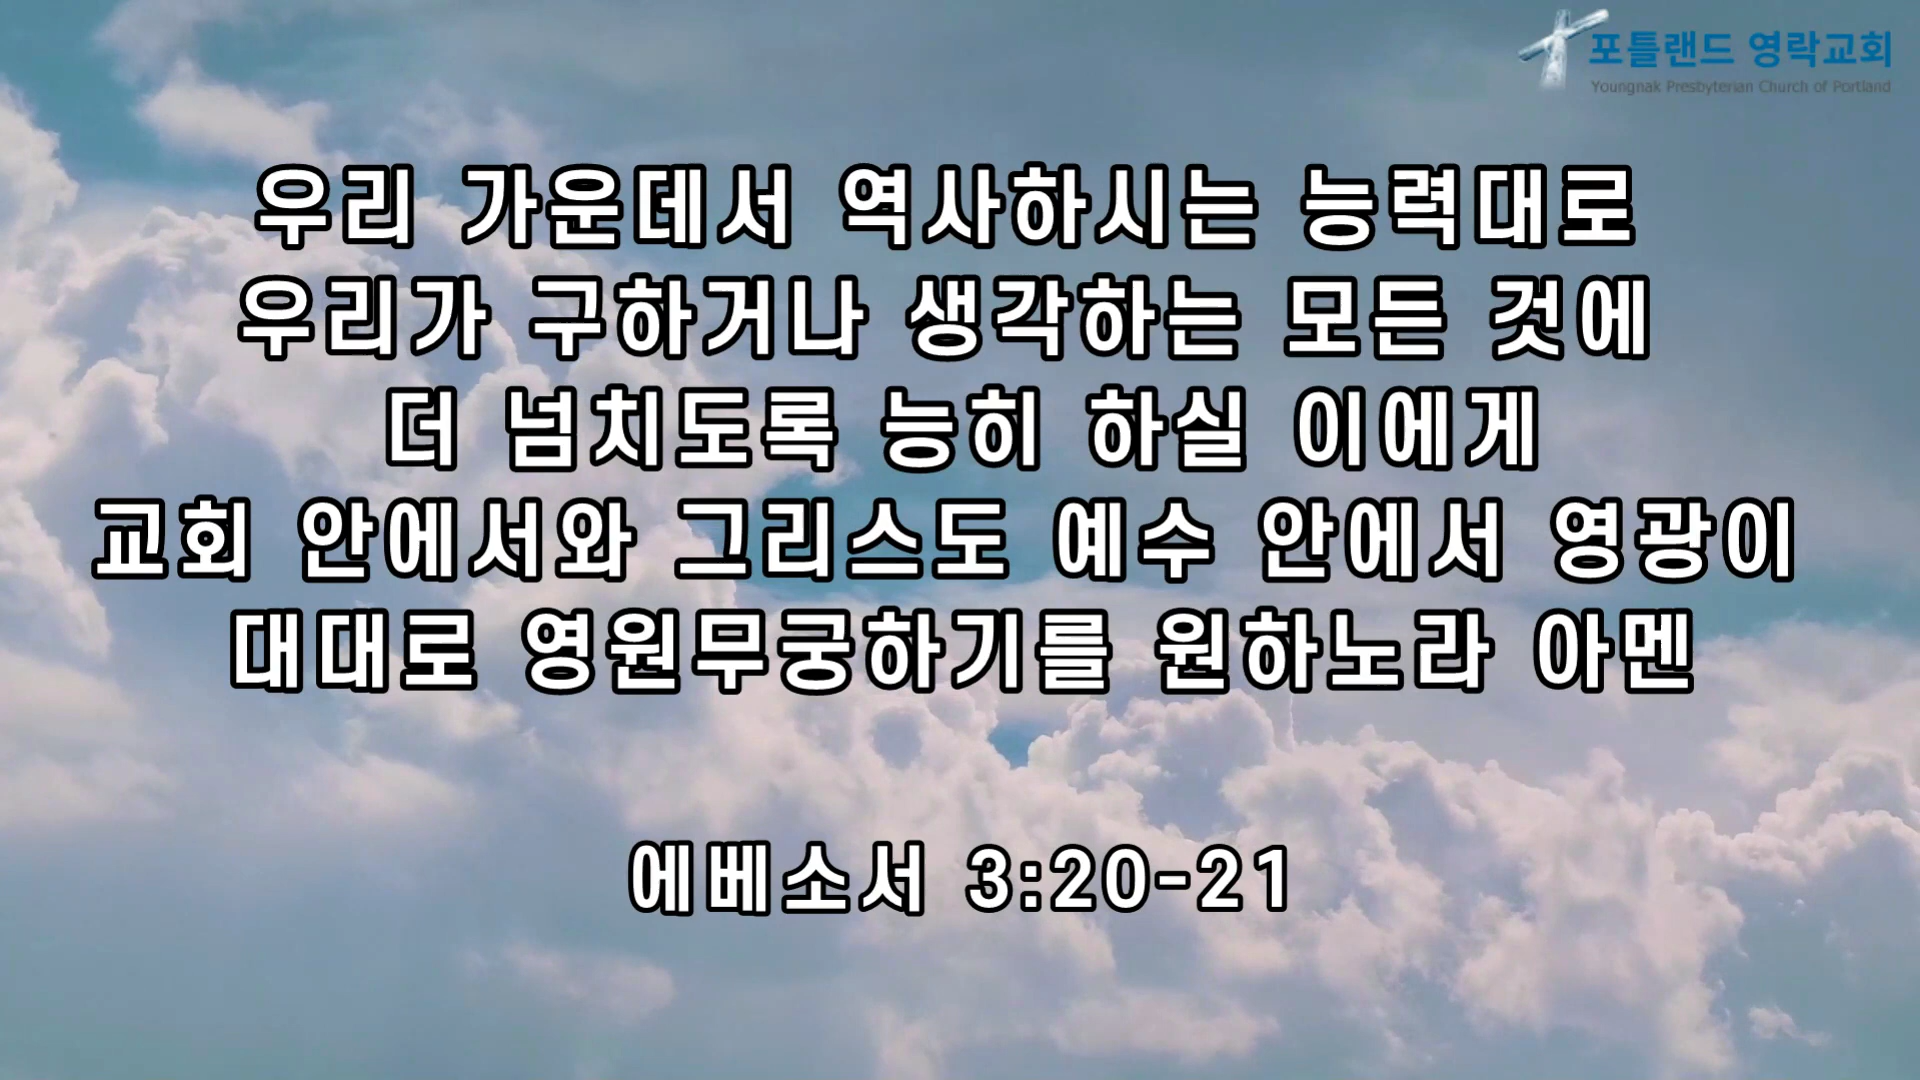 포틀랜드 영락교회
Youngnak Presbyterian Church of Portland
우리 가운데서 역사하시는 능력대로
우리가 구하거나 생각하는 모든 것에
더 넘치도록 능히 하실 이에게
교회 안에서와 그리스도 예수 안에서 영광이
대대로 영원무궁하기를 원하노라 아멘
에베소서 3:20-21